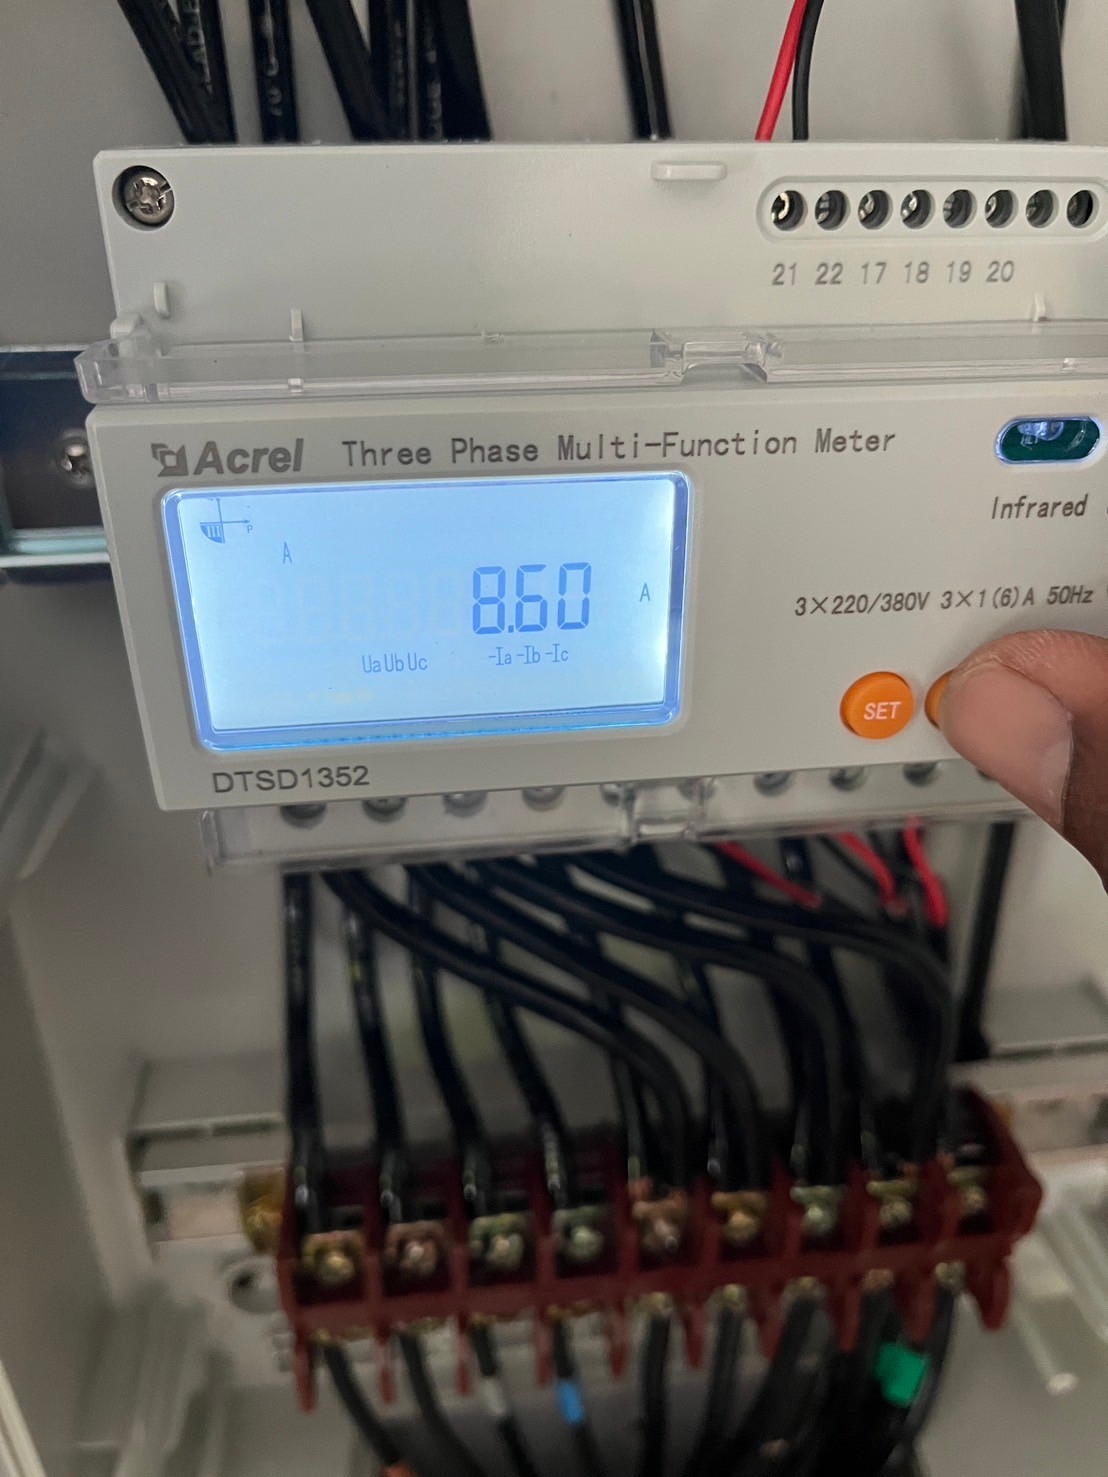 21 22 17 18 19 20
Acrel Three Phase Multi-Function Meter
P
A
8.60 A
Ua Ub Uc -Ia -Ib -Ic
Infrared
3×220/380V 3×1(6)A 50Hz
SET
DTSD1352